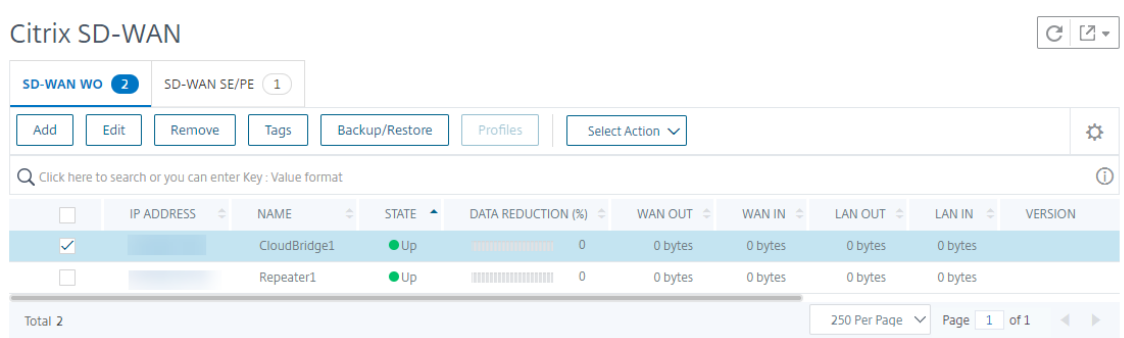 Citrix SD-WAN
SD-WAN WO 2 SD-WAN SE/PE 1
Add Edit Remove Tags Backup/Restore Profiles Select Action
Click here to search or you can enter Key : Value format
IP ADDRESS NAME STATE DATA REDUCTION (%) WAN OUT WAN IN LAN OUT LAN IN VERSION
CloudBridge1 Up 0 0 bytes 0 bytes 0 bytes 0 bytes
Repeater1 Up 0 0 bytes 0 bytes 0 bytes 0 bytes
Total 2 250 Per Page Page 1 of 1